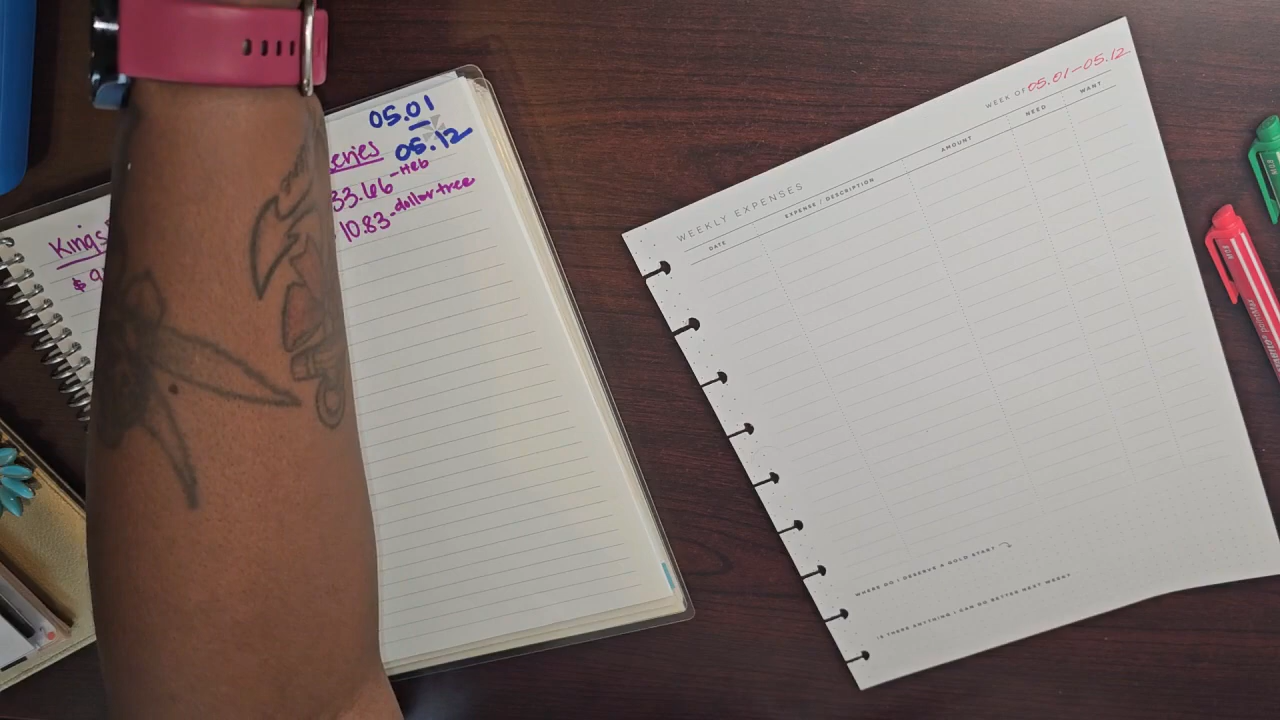 05.01
-
05.12
Kings
$ 9
33.66 - Heb
10.83 - dollar tree
WEEK OF 05.01-05.12
WEEKLY EXPENSES
DATE EXPENSE / DESCRIPTION AMOUNT NEED WANT
WHERE DO I DESERVE A GOLD STAR?
IS THERE ANYTHING I CAN DO BETTER NEXT WEEK?